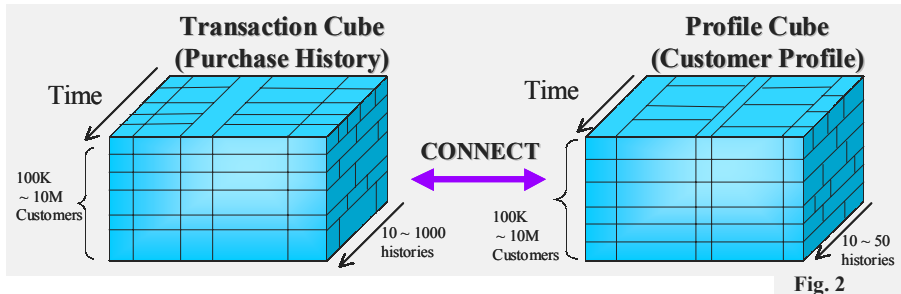 Transaction Cube
(Purchase History)
Time
100K
~ 10M
Customers
10 ~ 1000
histories
CONNECT
Profile Cube
(Customer Profile)
Time
100K
~ 10M
Customers
10 ~ 50
histories
Fig. 2